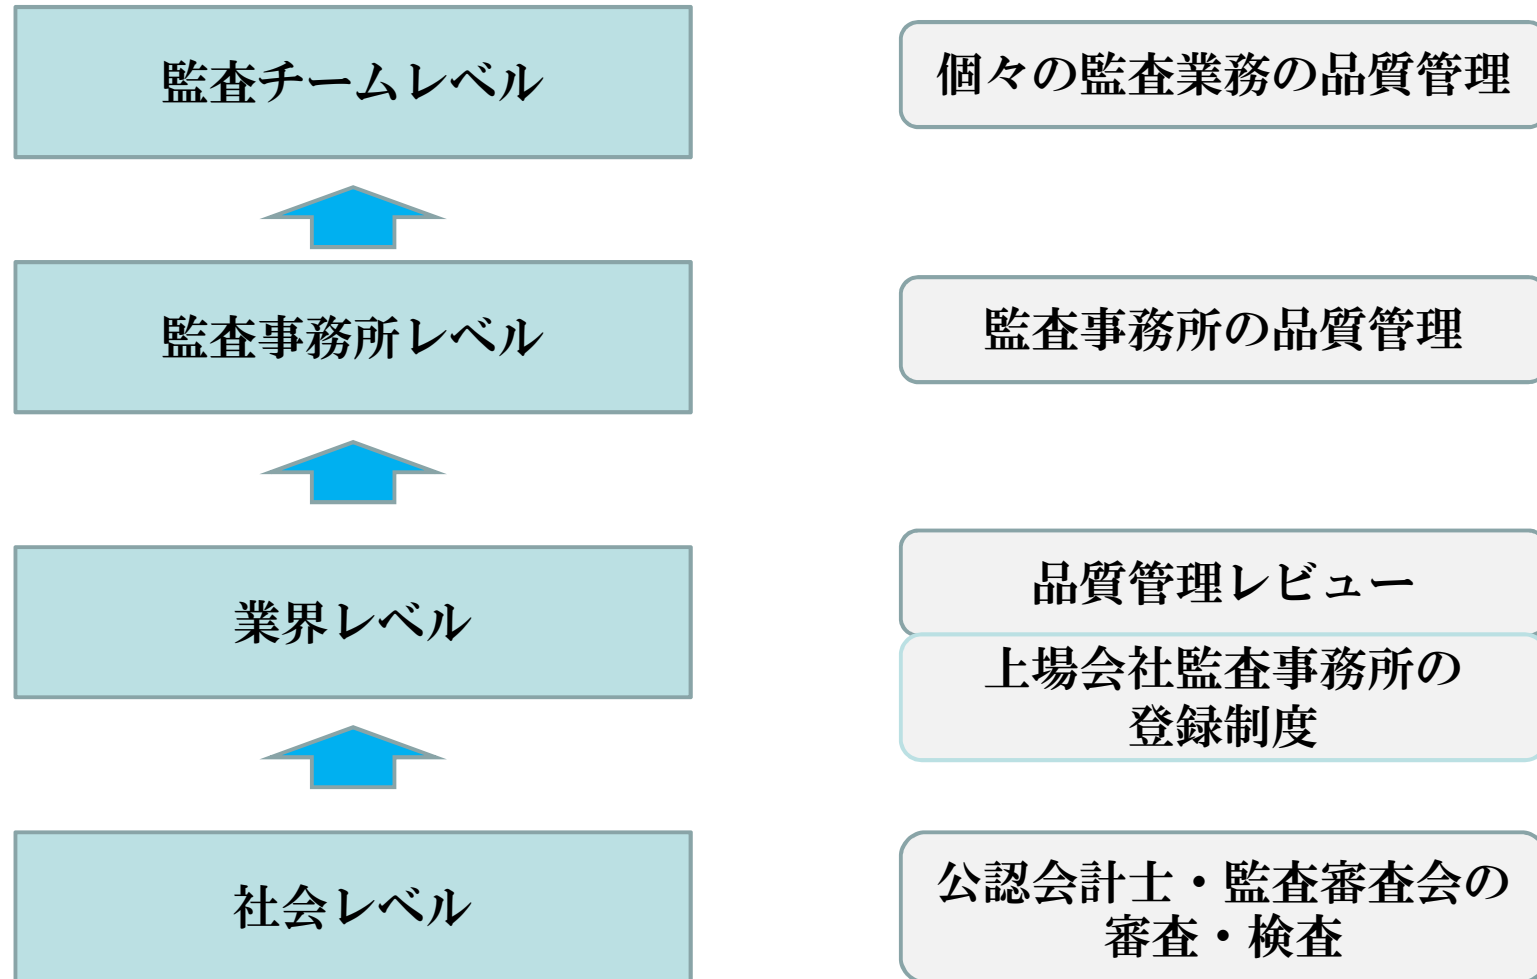 監査チームレベル
個々の監査業務の品質管理
監査事務所レベル
監査事務所の品質管理
業界レベル
品質管理レビュー
上場会社監査事務所の
登録制度
社会レベル
公認会計士・監査審査会の
審査・検査